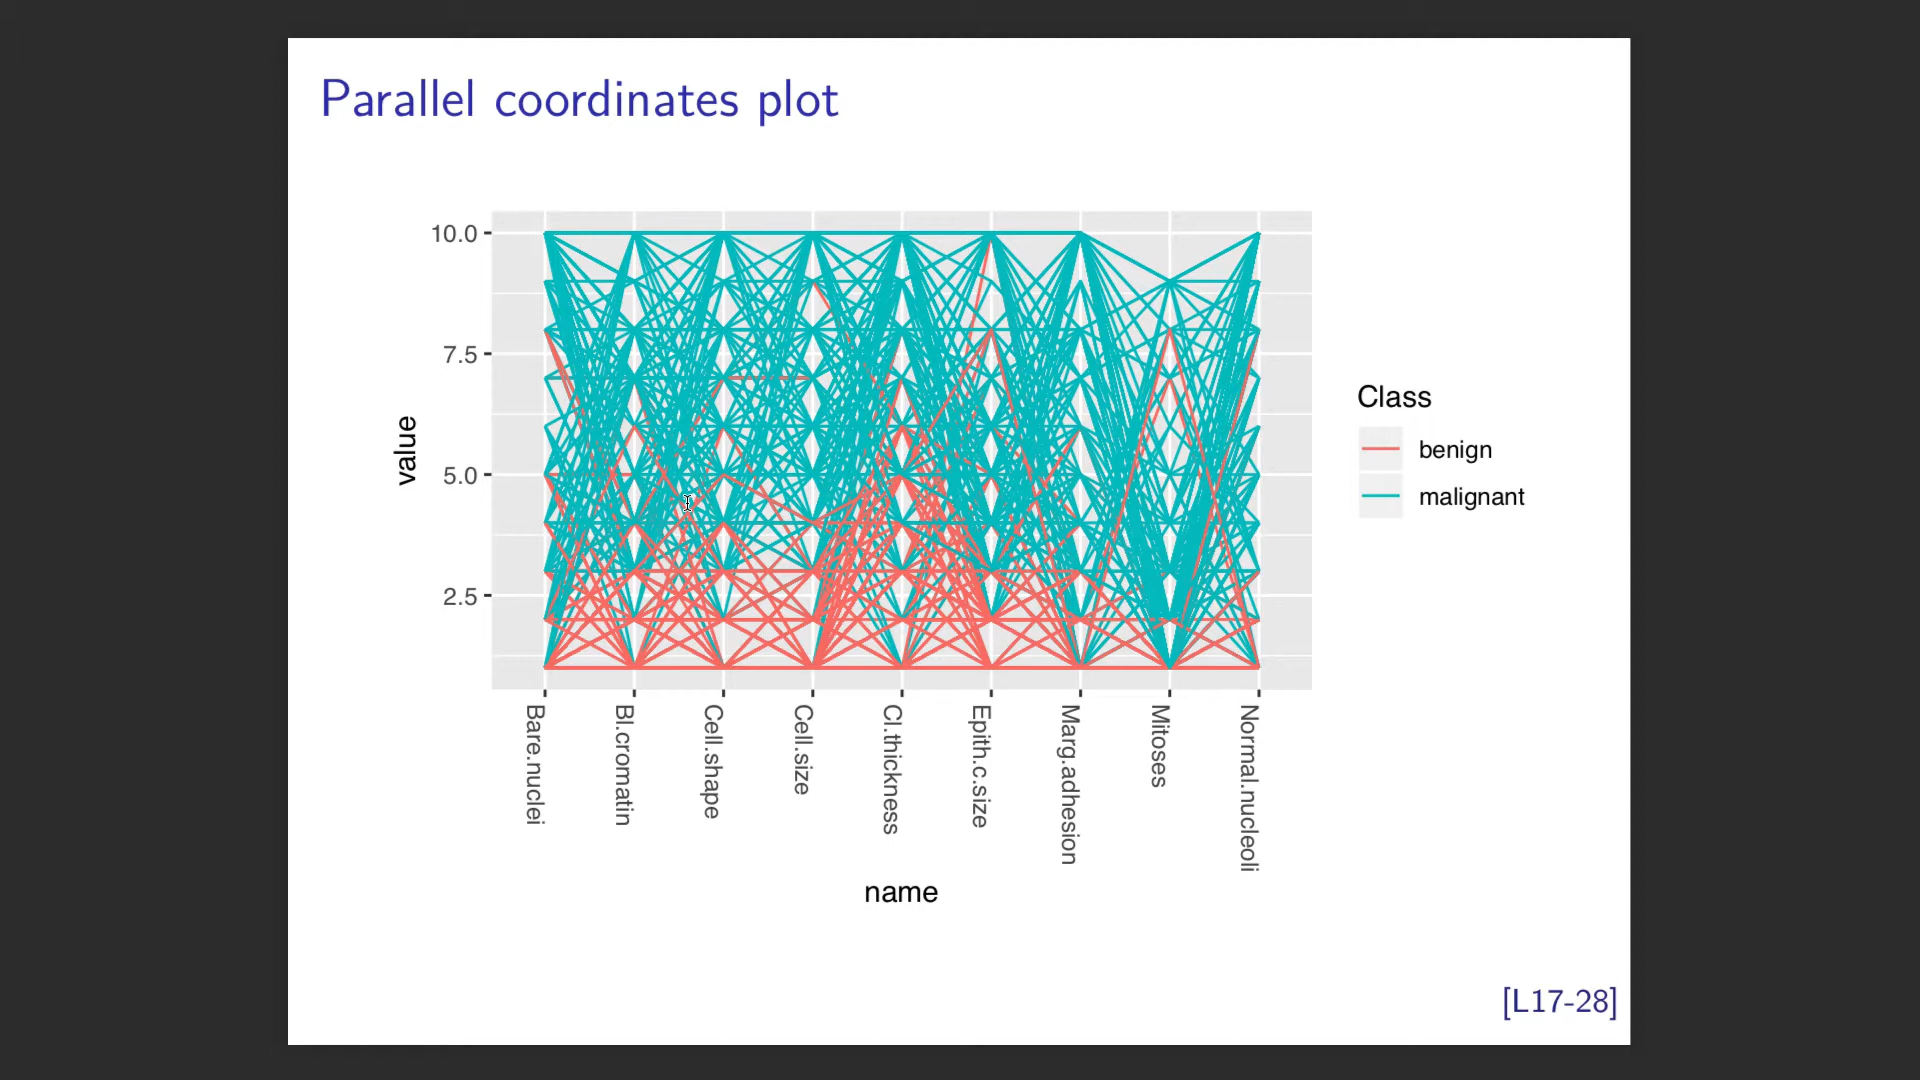 Parallel coordinates plot
10.0
7.5
5.0
2.5
value
Bare.nuclei
Bl.cromatin
Cell.shape
Cell.size
Cl.thickness
Epith.c.size
Marg.adhesion
Mitoses
Normal.nucleoli
name
Class
benign
malignant
[L17-28]